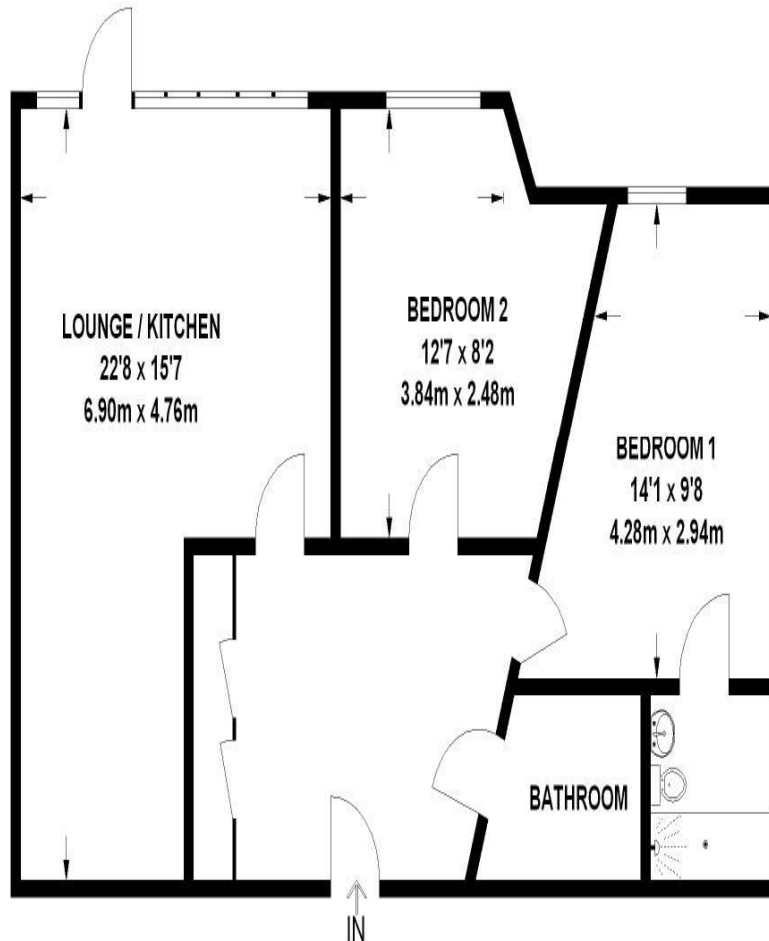 LOUNGE / KITCHEN
22'8 x 15'7
6.90m x 4.76m
BEDROOM 2
12'7 x 8'2
3.84m x 2.48m
BEDROOM 1
14'1 x 9'8
4.28m x 2.94m
BATHROOM
IN